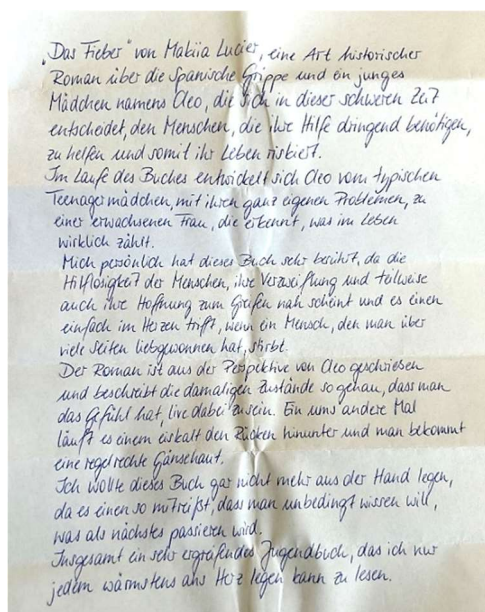 „Das Fieber" von Makiia Lucier, eine Art historischer
Roman über die Spanische Grippe und ein junges
Mädchen namens Cleo, die sich in dieser schweren Zeit
entscheidet, den Menschen, die ihre Hilfe dringend benötigen,
zu helfen und somit ihr Leben riskiert.
Im Laufe des Buches entwickelt sich Cleo vom typischen
Teenagermädchen, mit ihren ganz eigenen Problemen, zu
einer erwachsenen Frau, die erkennt, was im Leben
wirklich zählt.
Mich persönlich hat dieses Buch sehr berührt, da die
Hilflosigkeit der Menschen, ihre Verzweiflung und teilweise
auch ihre Hoffnung zum Greifen nah scheint und es einen
einfach im Herzen trifft, wenn ein Mensch, den man über
viele Seiten liebgewonnen hat, stirbt.
Der Roman ist aus der Perspektive von Cleo geschrieben
und beschreibt die damaligen Zustände so genau, dass man
das Gefühl hat, live dabei zu sein. Ein ums andere Mal
läuft es einem eiskalt den Rücken hinunter und man bekommt
eine regelrechte Gänsehaut.
Ich wollte dieses Buch gar nicht mehr aus der Hand legen,
da es einen so mitreißt, dass man unbedingt wissen will,
was als nächstes passieren wird.
Insgesamt ein sehr ergreifendes Jugendbuch, das ich nur
jedem wärmstens ans Herz legen kann zu lesen.